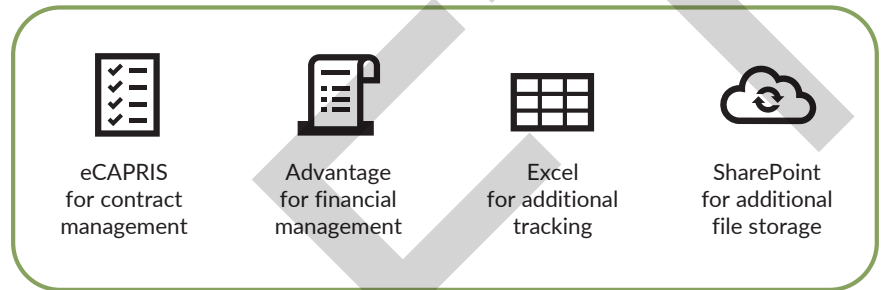 eCAPRIS
for contract
management
Advantage
for financial
management
Excel
for additional
tracking
SharePoint
for additional
file storage